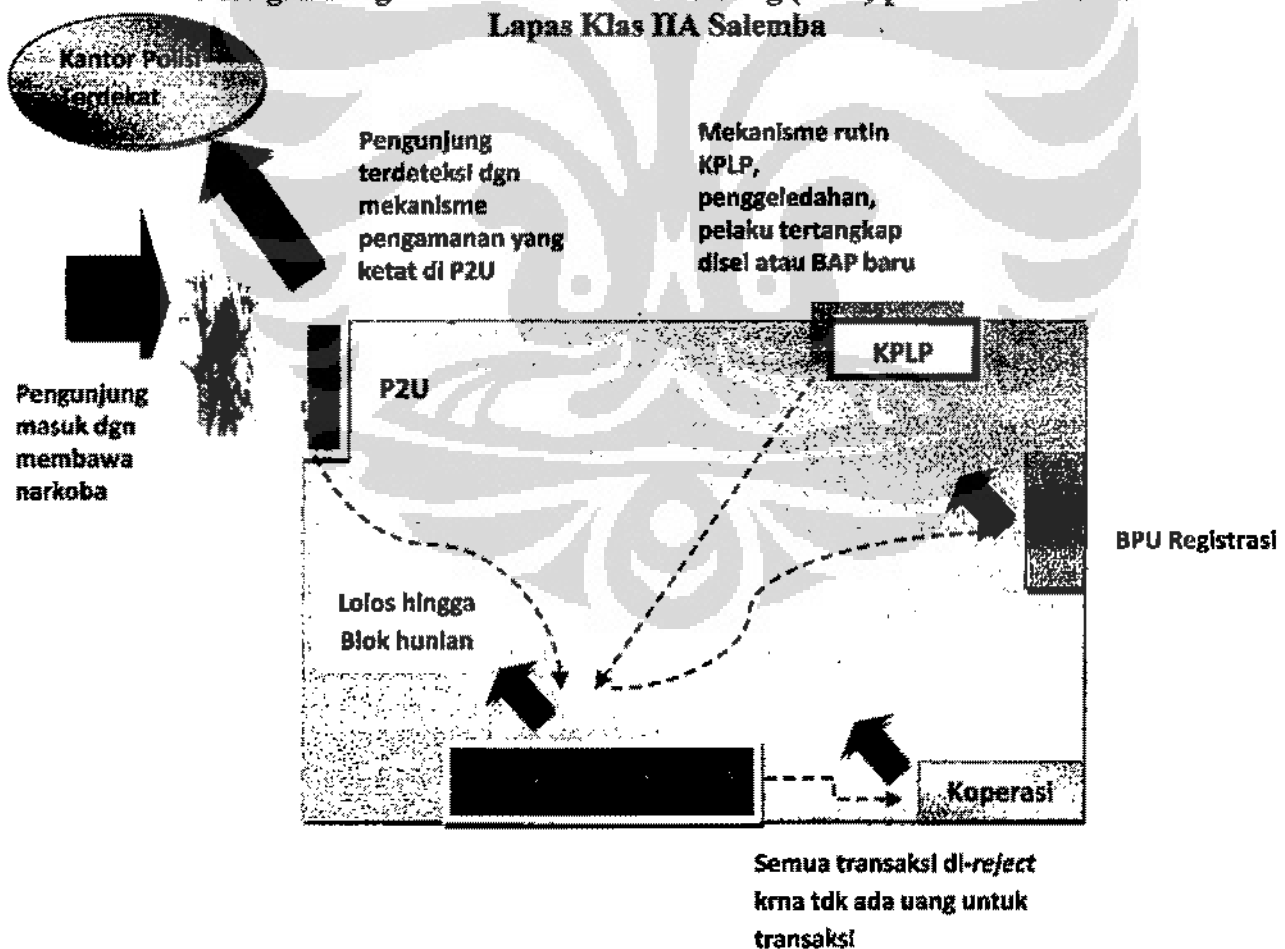 Lapas Klas IIA Salemba
Kantor Polisi
Terdekat
Pengunjung
terdeteksi dgn
mekanisme
pengamanan yang
ketat di P2U
Mekanisme rutin
KPLP,
penggeledahan,
pelaku tertangkap
disel atau BAP baru
KPLP
P2U
Pengunjung
masuk dgn
membawa
narkoba
BPU Registrasi
Lolos hingga
Blok hunian
Koperasi
Semua transaksi di-reject
krna tdk ada uang untuk
transaksi